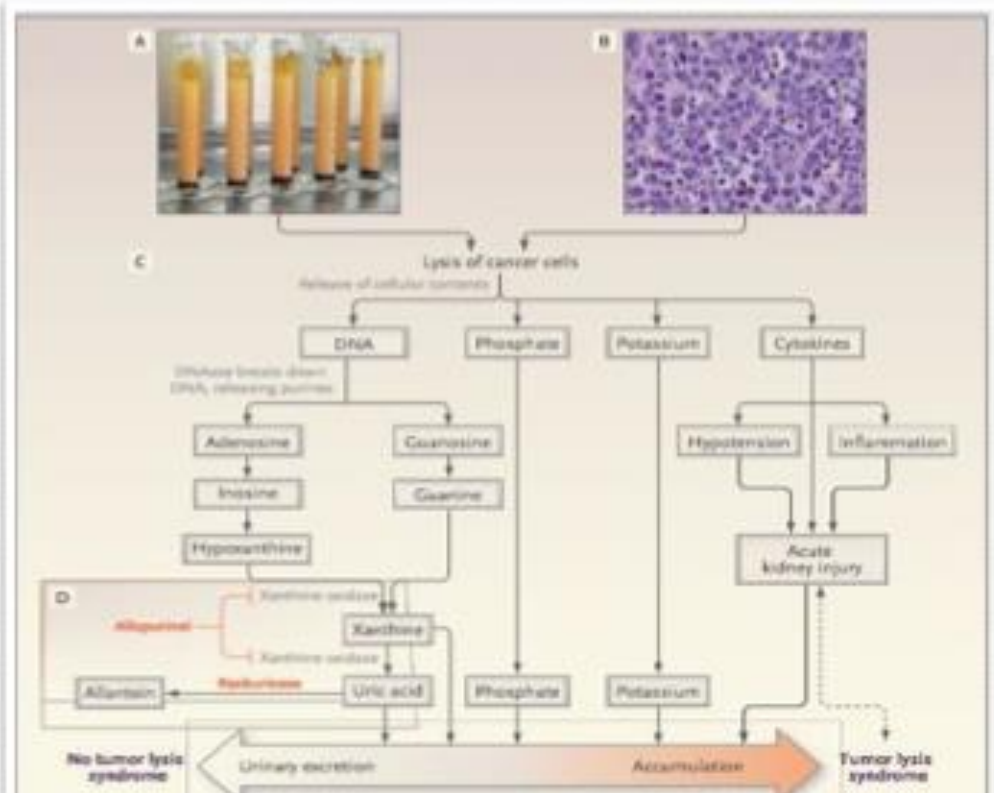 A
B
C
Lysis of cancer cells
Release of cellular contents
DNA
Phosphate
Potassium
Cytokines
DNAase breaks down
DNA, releasing purines
Adenosine
Guanosine
Hypotension
Inflammation
Inosine
Guanine
Hypoxanthine
Acute
kidney injury
D
Xanthine oxidase
Allopurinol
Xanthine
Xanthine oxidase
Rasburicase
Allantoin
Uric acid
Phosphate
Potassium
No tumor lysis
syndrome
Urinary excretion
Accumulation
Tumor lysis
syndrome